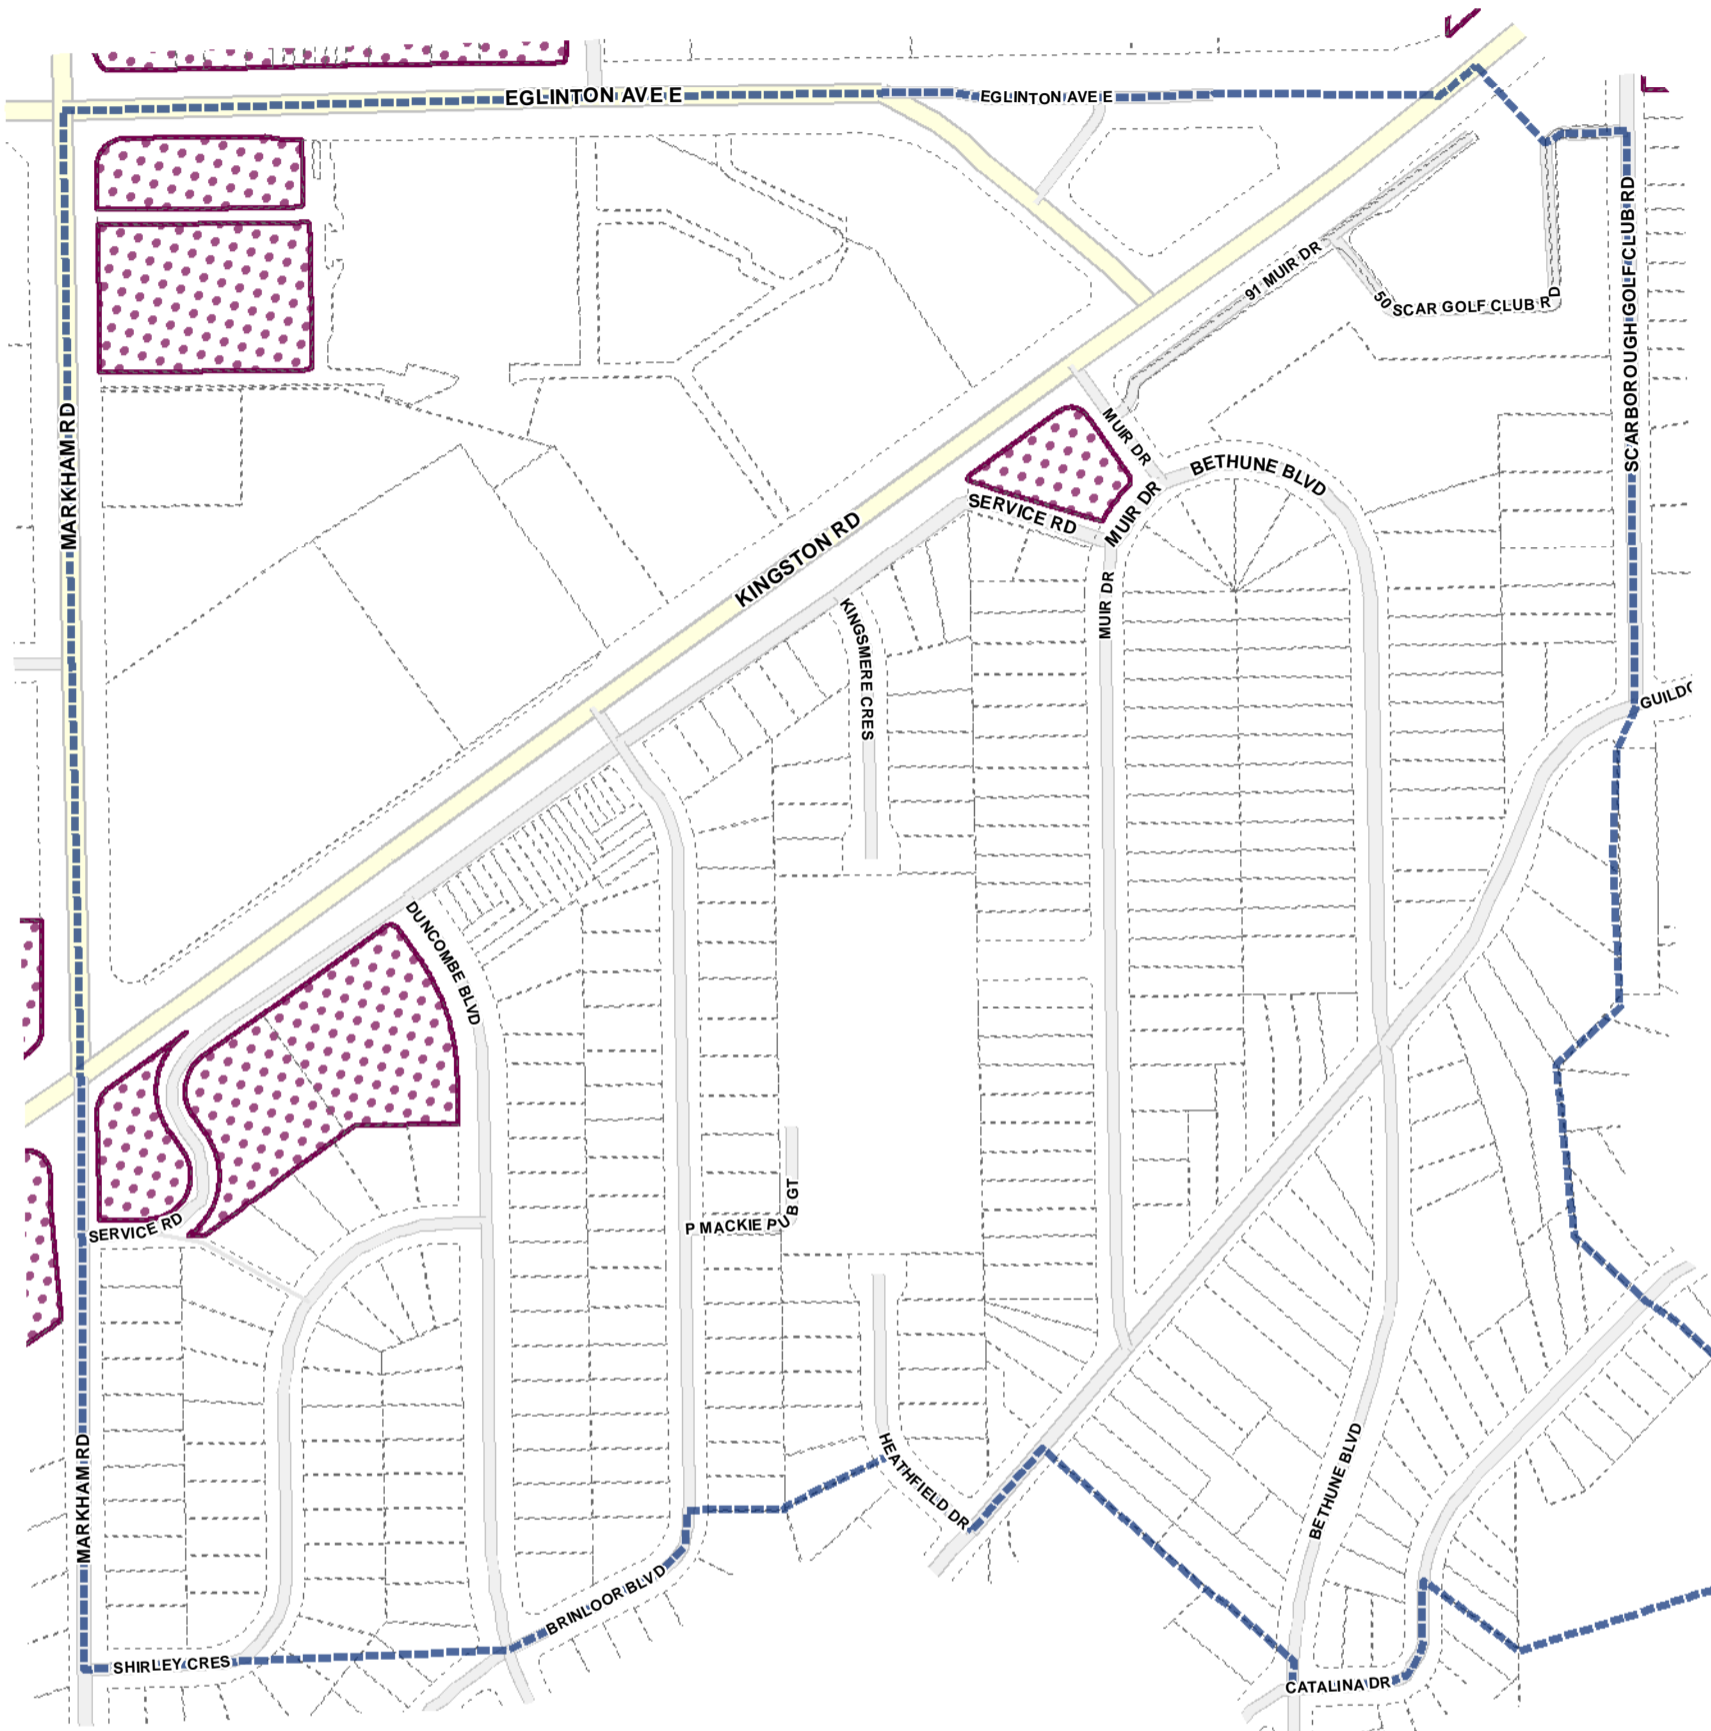 EGLINTON AVE E
EGLINTON AVE E
SCARBOROUGH GOLF CLUB RD
91 MUIR DR
50 SCAR GOLF CLUB RD
MARKHAM RD
MUIR DR
BETHUNE BLVD
SERVICE RD
MUIR DR
KINGSTON RD
MUIR DR
KINGSMERE CRES
GUILDO
DUNCOMBE BLVD
P MACKIE PUB GT
SERVICE RD
MARKHAM RD
HEATHFIELD DR
BETHUNE BLVD
BRINLOOR BLVD
SHIRLEY CRES
CATALINA DR